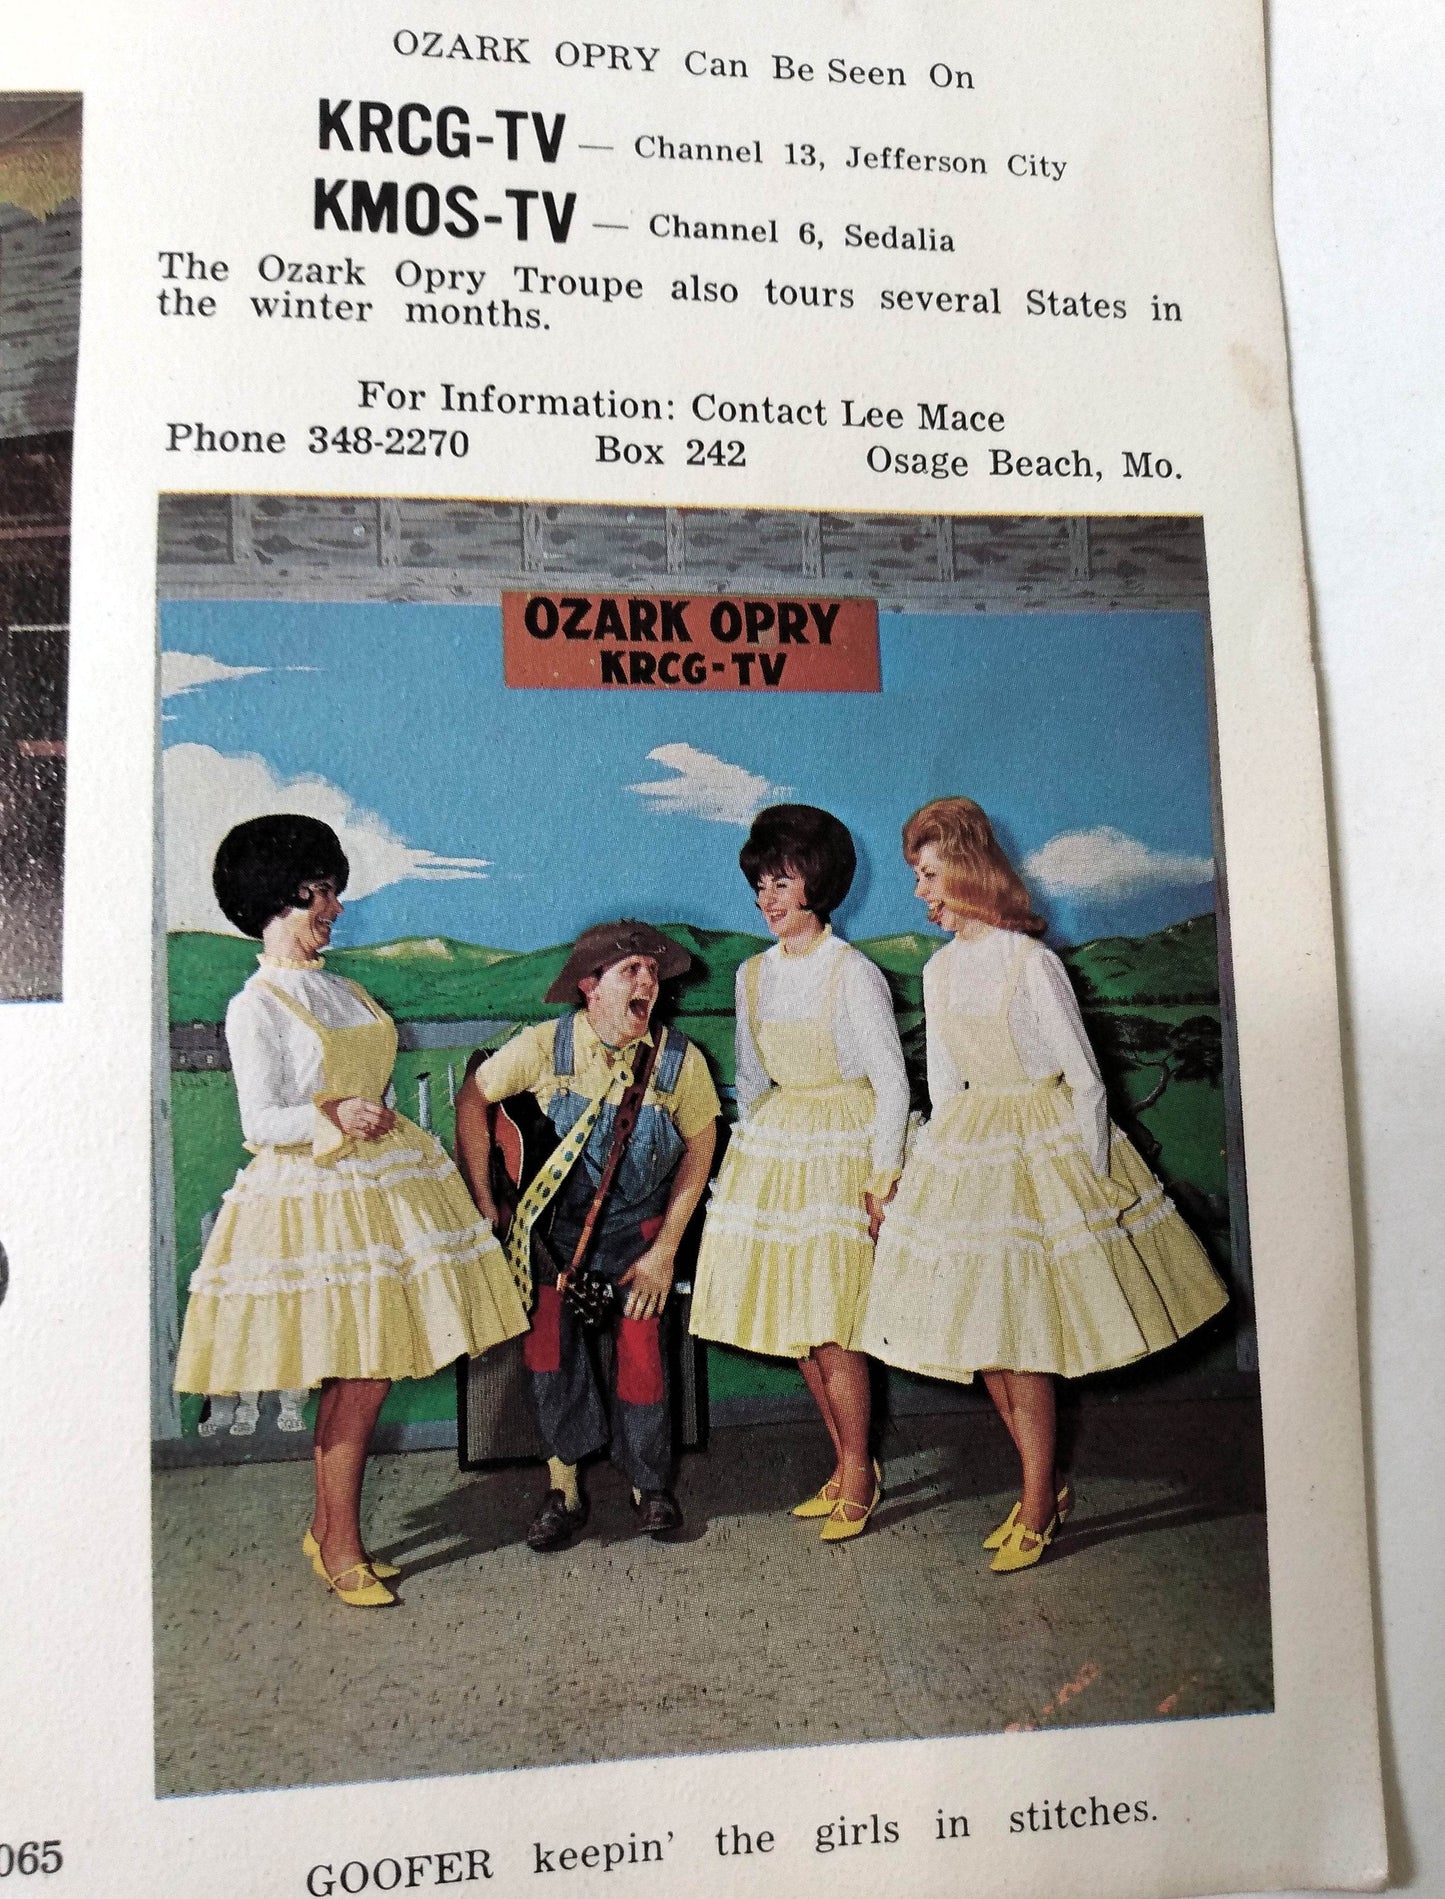 OZARK OPRY Can Be Seen On
KRCG-TV — Channel 13, Jefferson City
KMOS-TV — Channel 6, Sedalia
The Ozark Opry Troupe also tours several States in
the winter months.
For Information: Contact Lee Mace
Phone 348-2270 Box 242 Osage Beach, Mo.
OZARK OPRY
KRCG-TV
065
GOOFER keepin' the girls in stitches.